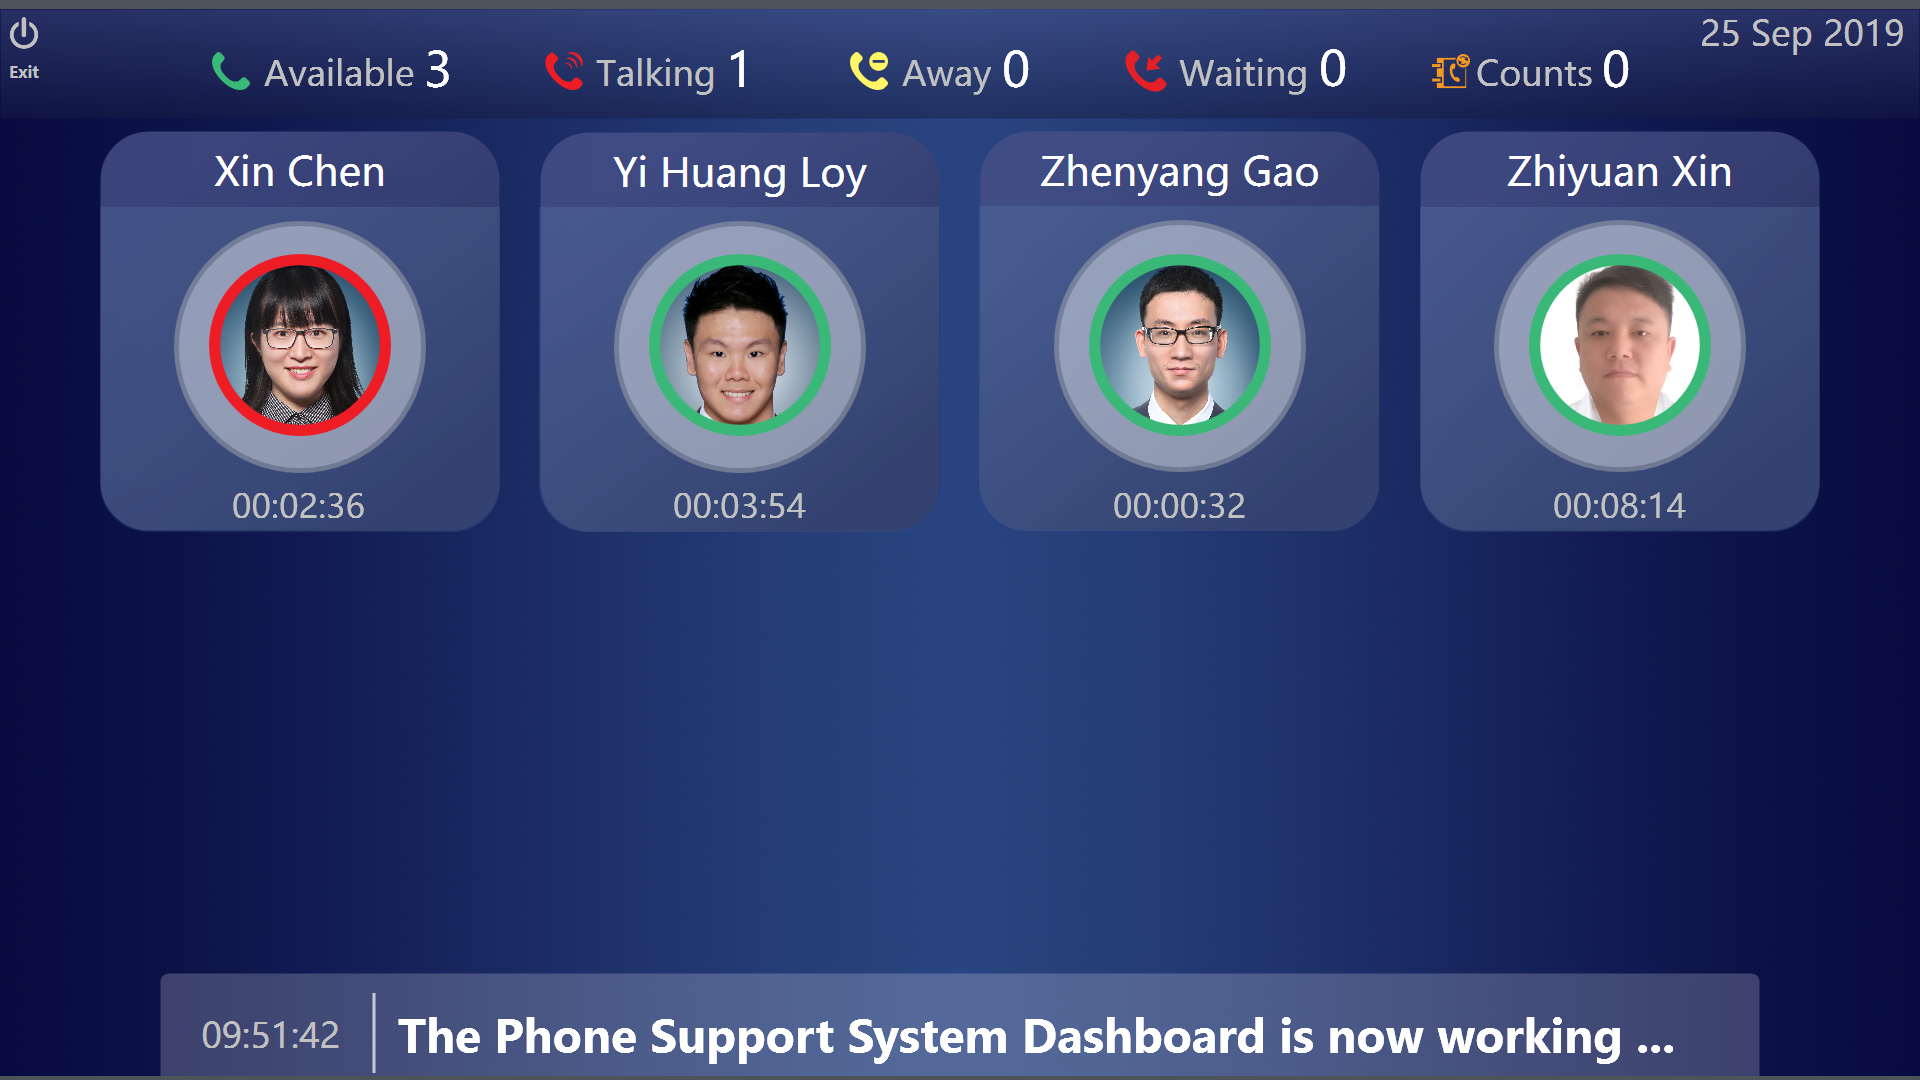 25 Sep 2019
Exit
Available 3
Talking 1
Away 0
Waiting 0
Counts 0
Xin Chen
00:02:36
Yi Huang Loy
00:03:54
Zhenyang Gao
00:00:32
Zhiyuan Xin
00:08:14
09:51:42
The Phone Support System Dashboard is now working ...